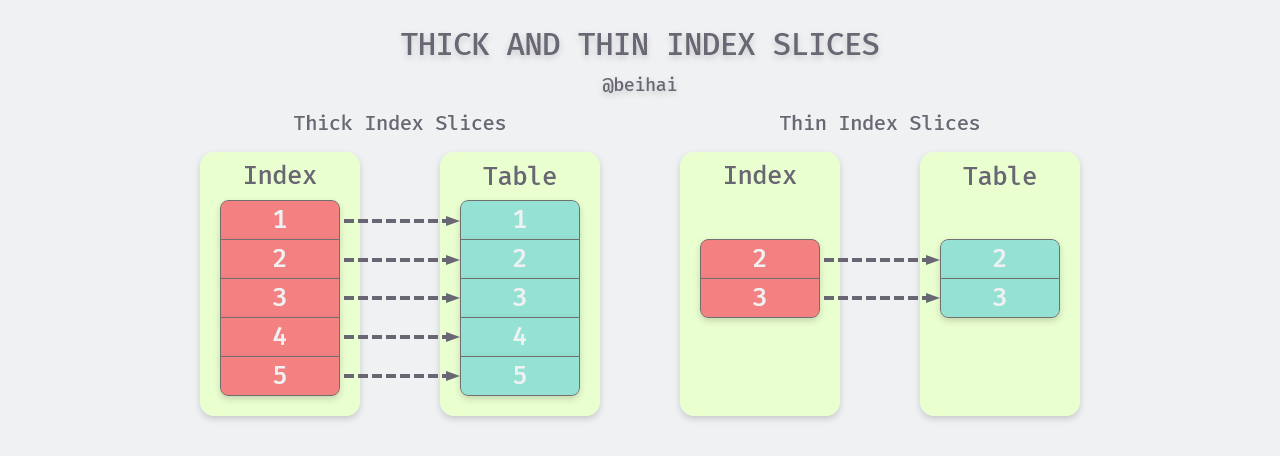 THICK AND THIN INDEX SLICES
@beihai
Thick Index Slices
Index
1
2
3
4
5
Table
1
2
3
4
5
Thin Index Slices
Index
2
3
Table
2
3